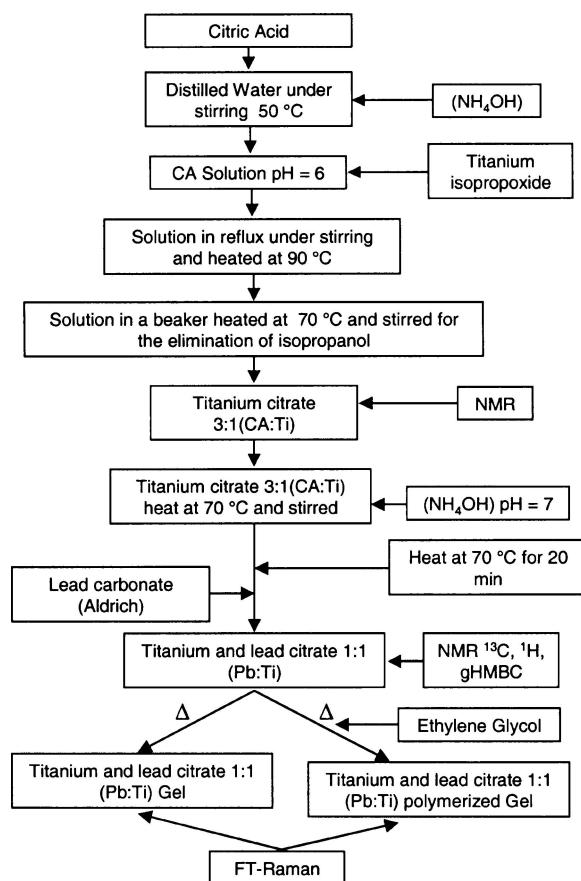 Citric Acid
Distilled Water under
stirring 50 °C
(NH₄OH)
CA Solution pH = 6
Titanium
isopropoxide
Solution in reflux under stirring
and heated at 90 °C
Solution in a beaker heated at 70 °C and stirred for
the elimination of isopropanol
Titanium citrate
3:1(CA:Ti)
NMR
Titanium citrate 3:1(CA:Ti)
heat at 70 °C and stirred
(NH₄OH) pH = 7
Heat at 70 °C for 20
min
Lead carbonate
(Aldrich)
Titanium and lead citrate 1:1
(Pb:Ti)
NMR ¹³C, ¹H,
gHMBC
Δ
Δ
Ethylene Glycol
Titanium and lead citrate 1:1
(Pb:Ti) Gel
Titanium and lead citrate 1:1
(Pb:Ti) polymerized Gel
FT-Raman